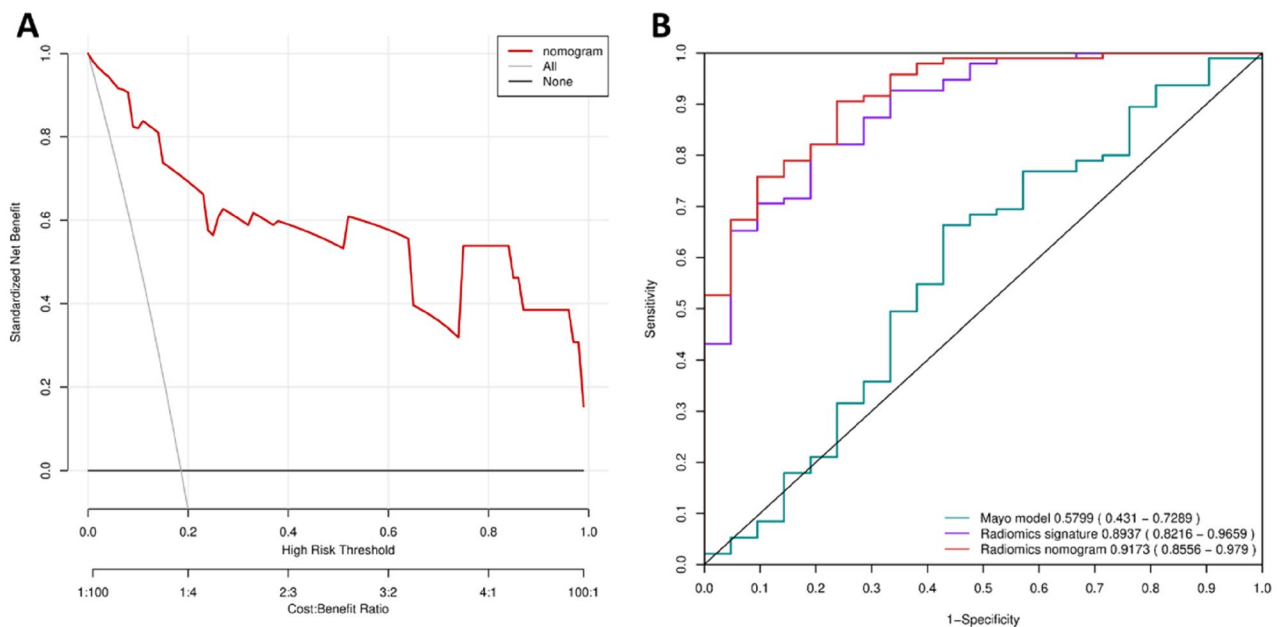 A
nomogram
All
None
Standardized Net Benefit
1.0
0.8
0.6
0.4
0.2
0.0
0.0 0.2 0.4 0.6 0.8 1.0
High Risk Threshold
1:100 1:4 2:3 3:2 4:1 100:1
Cost:Benefit Ratio
B
Sensitivity
1.0
0.9
0.8
0.7
0.6
0.5
0.4
0.3
0.2
0.1
0.0
Mayo model 0.5799 ( 0.431 − 0.7289 )
Radiomics signature 0.8937 ( 0.8216 − 0.9659 )
Radiomics nomogram 0.9173 ( 0.8556 − 0.979 )
0.0 0.1 0.2 0.3 0.4 0.5 0.6 0.7 0.8 0.9 1.0
1−Specificity